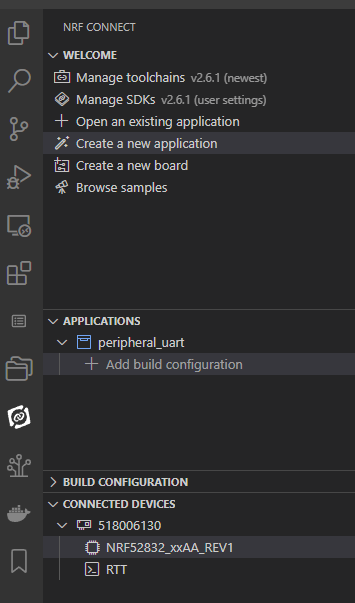 NRF CONNECT
WELCOME
Manage toolchains v2.6.1 (newest)
Manage SDKs v2.6.1 (user settings)
Open an existing application
Create a new application
Create a new board
Browse samples
APPLICATIONS
peripheral_uart
Add build configuration
BUILD CONFIGURATION
CONNECTED DEVICES
518006130
NRF52832_xxAA_REV1
RTT